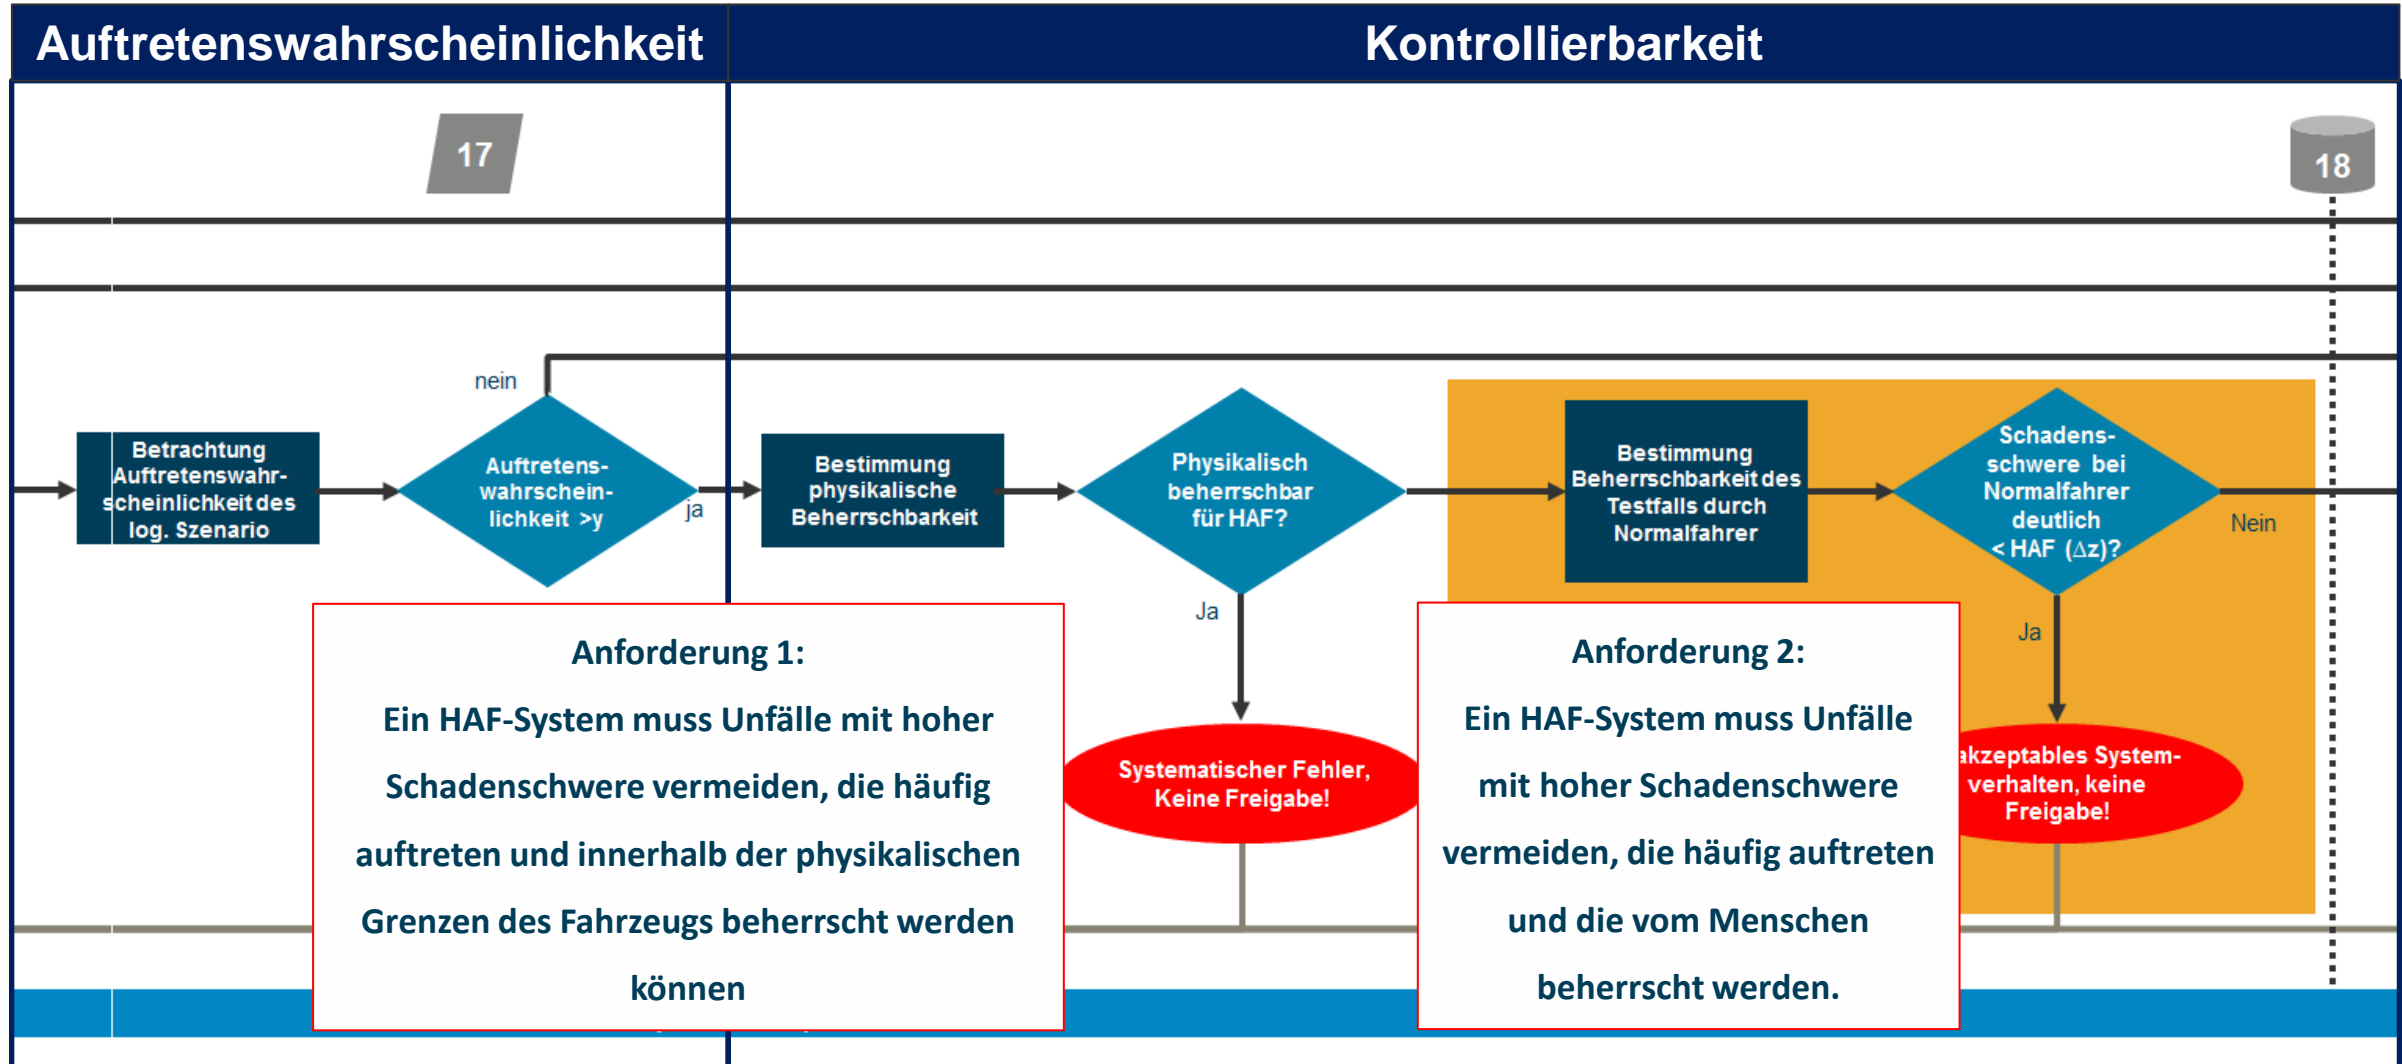 Auftretenswahrscheinlichkeit
Kontrollierbarkeit
17
18
nein
Betrachtung
Auftretenswahr-
scheinlichkeit des
log. Szenario
Auftretens-
wahrschein-
lichkeit >y
ja
Bestimmung
physikalische
Beherrschbarkeit
Physikalisch
beherrschbar
für HAF?
Ja
Bestimmung
Beherrschbarkeit des
Testfalls durch
Normalfahrer
Schadens-
schwere bei
Normalfahrer
deutlich
< HAF (Δz)?
Nein
Ja
Anforderung 1:
Ein HAF-System muss Unfälle mit hoher
Schadenschwere vermeiden, die häufig
auftreten und innerhalb der physikalischen
Grenzen des Fahrzeugs beherrscht werden
können
Systematischer Fehler,
Keine Freigabe!
Anforderung 2:
Ein HAF-System muss Unfälle
mit hoher Schadenschwere
vermeiden, die häufig auftreten
und die vom Menschen
beherrscht werden.
akzeptables System-
verhalten, keine
Freigabe!